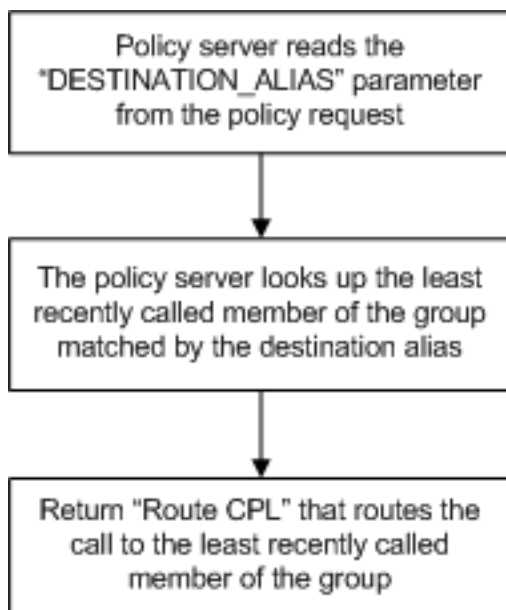 Policy server reads the
“DESTINATION_ALIAS” parameter
from the policy request
The policy server looks up the least
recently called member of the group
matched by the destination alias
Return “Route CPL” that routes the
call to the least recently called
member of the group